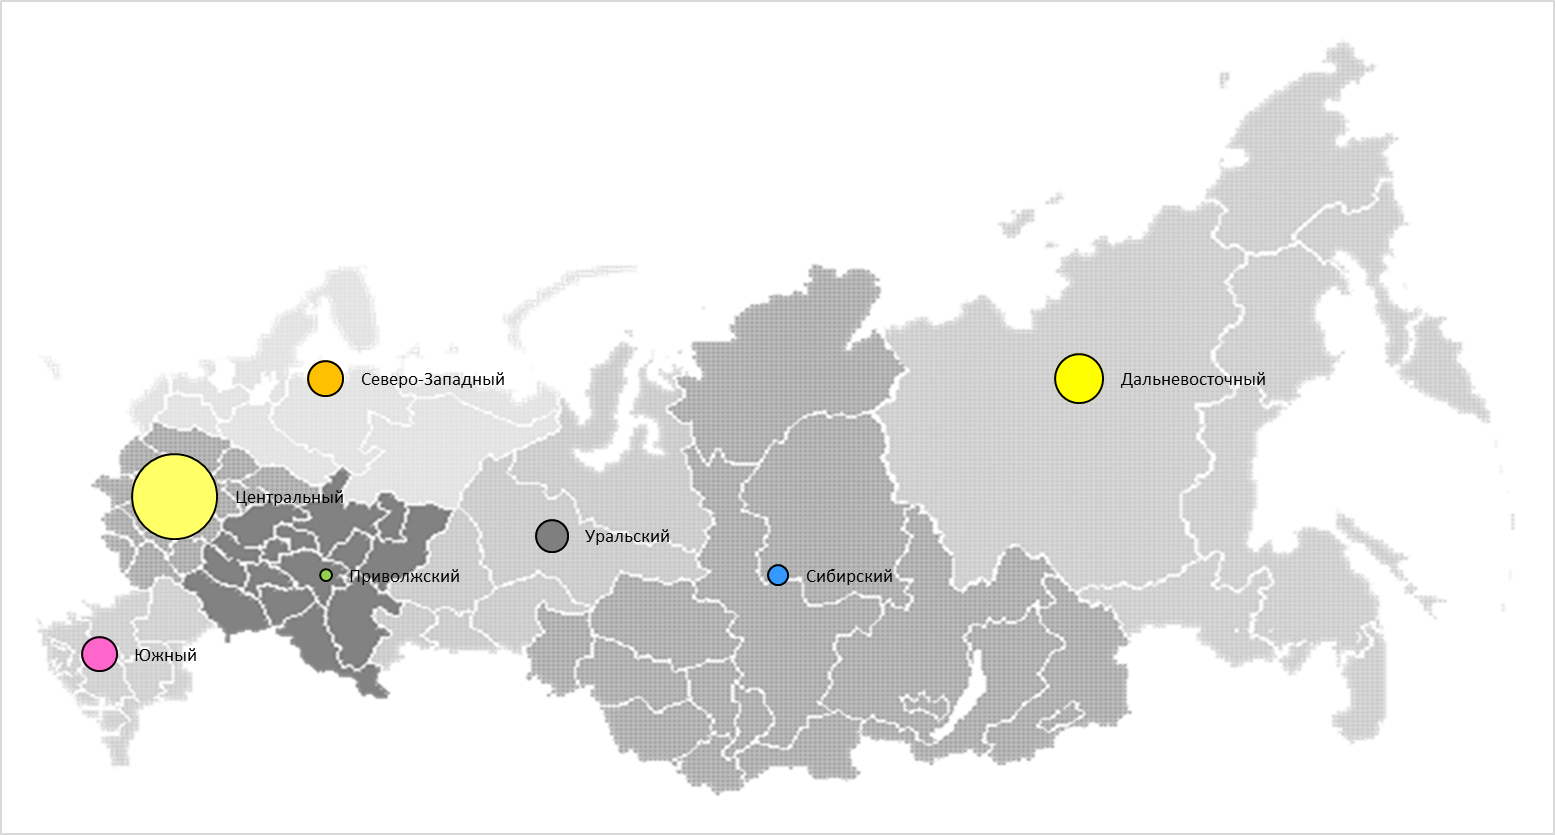 Северо-Западный
Дальневосточный
Центральный
Уральский
Приволжский
Сибирский
Южный